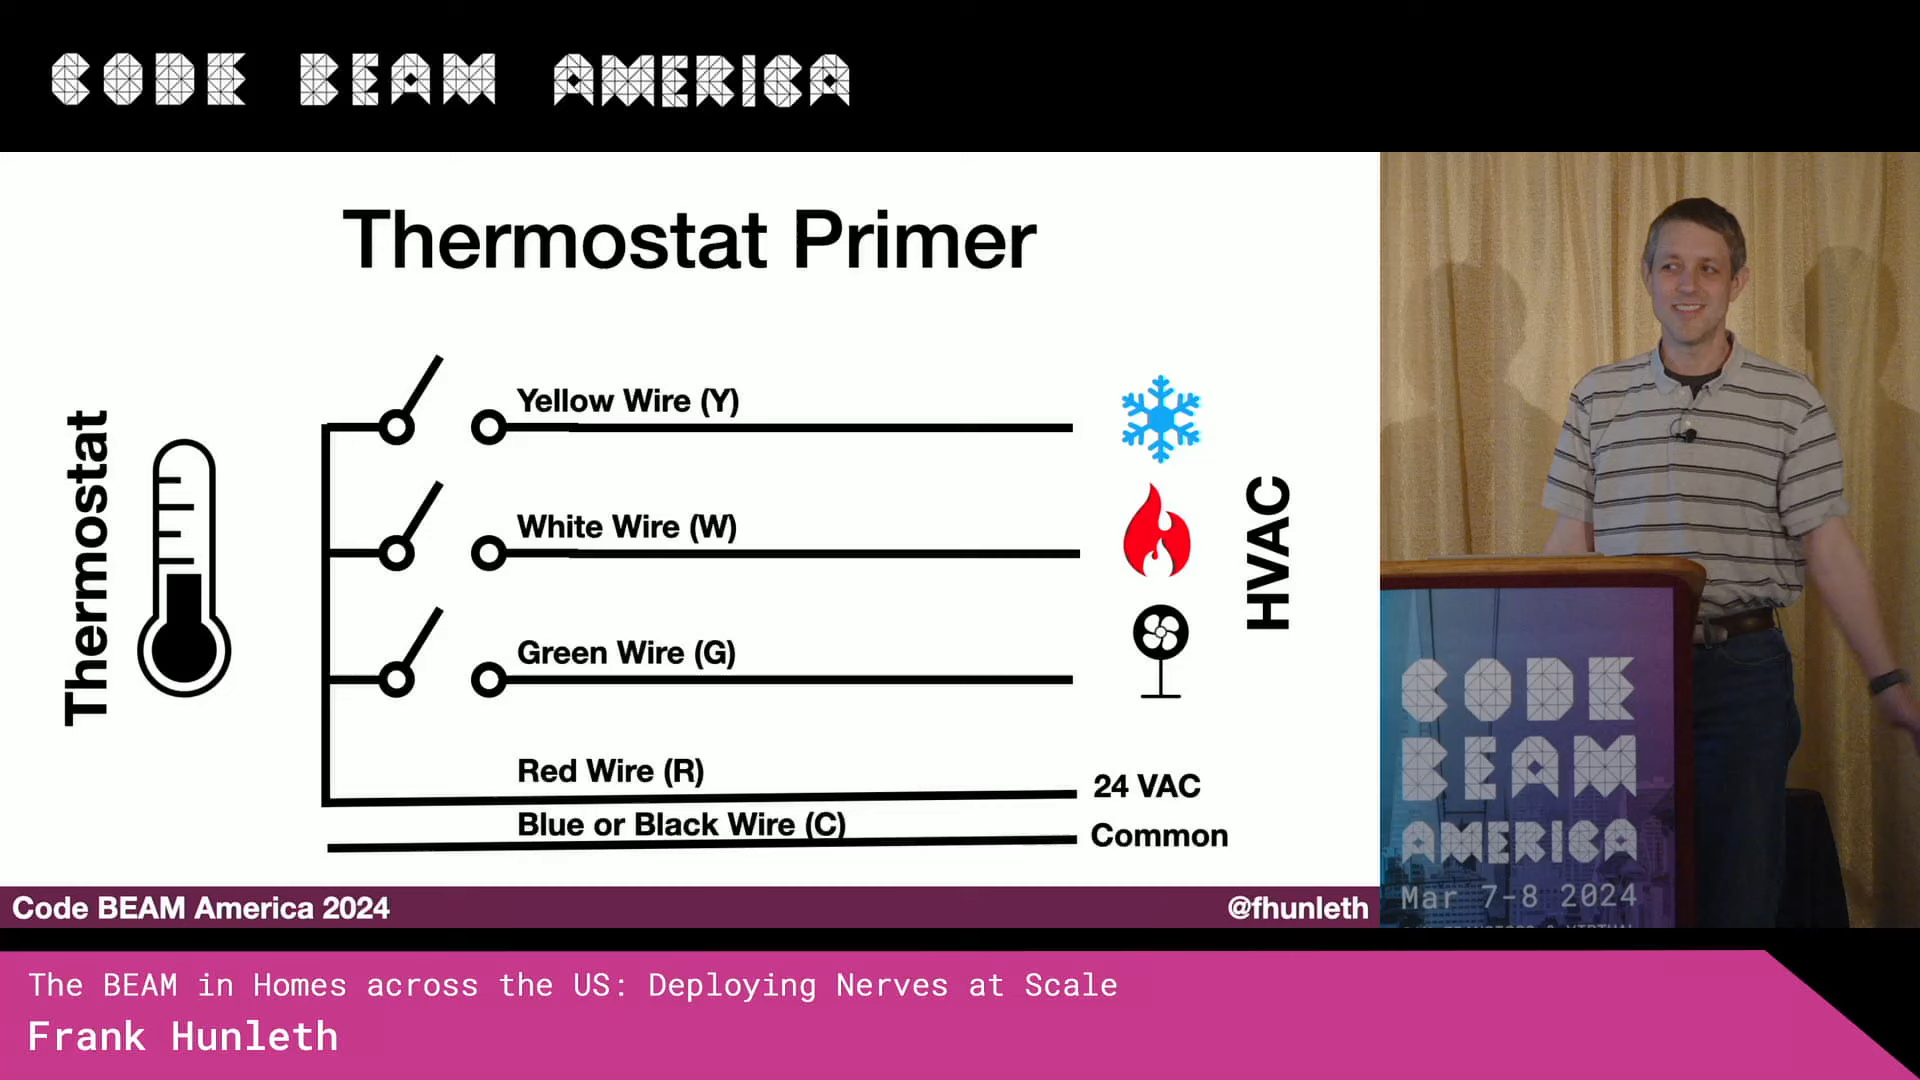 CODE BEAM AMERICA
Thermostat Primer
Thermostat
Yellow Wire (Y)
White Wire (W)
Green Wire (G)
Red Wire (R)
24 VAC
Blue or Black Wire (C)
Common
HVAC
Code BEAM America 2024
@fhunleth
CODE
BEAM
AMERICA
Mar 7-8 2024
The BEAM in Homes across the US: Deploying Nerves at Scale
Frank Hunleth